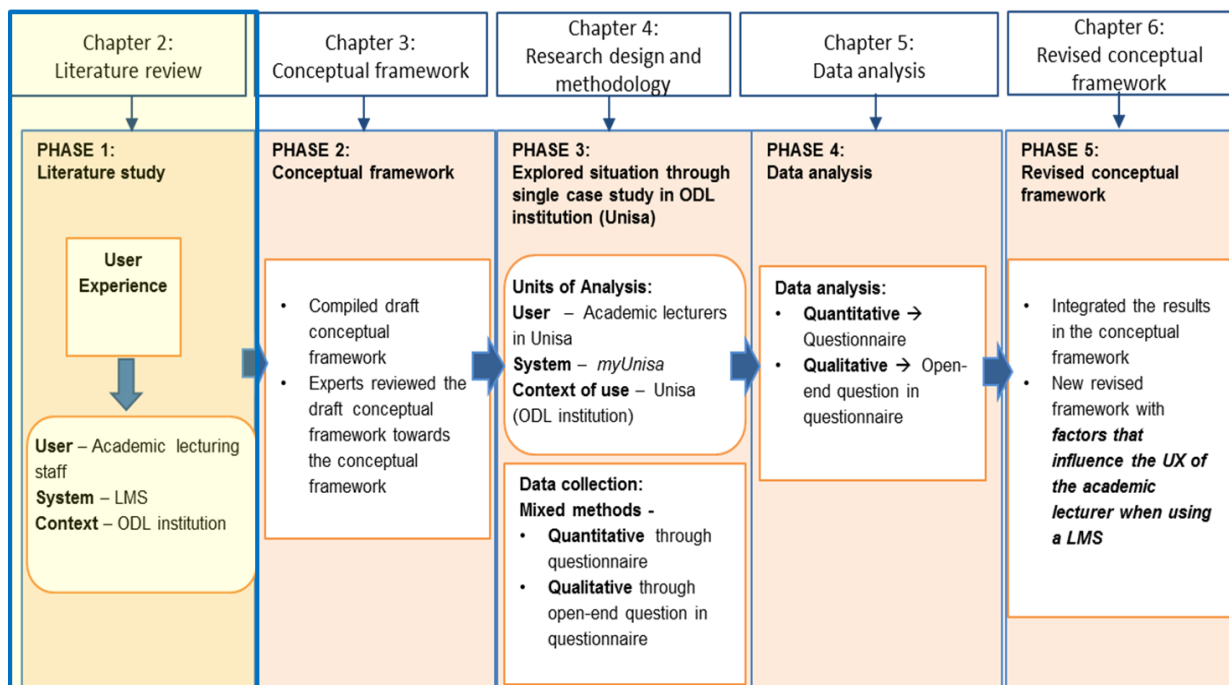 Chapter 2:
Literature review
Chapter 3:
Conceptual framework
Chapter 4:
Research design and
methodology
Chapter 5:
Data analysis
Chapter 6:
Revised conceptual
framework
PHASE 1:
Literature study
User
Experience
User – Academic lecturing
staff
System – LMS
Context – ODL institution
PHASE 2:
Conceptual framework
• Compiled draft
conceptual
framework
• Experts reviewed the
draft conceptual
framework towards
the conceptual
framework
PHASE 3:
Explored situation through
single case study in ODL
institution (Unisa)
Units of Analysis:
User – Academic lecturers
in Unisa
System – myUnisa
Context of use – Unisa
(ODL institution)
Data collection:
Mixed methods -
• Quantitative through
questionnaire
• Qualitative through
open-end question in
questionnaire
PHASE 4:
Data analysis
Data analysis:
• Quantitative →
Questionnaire
• Qualitative → Open-
end question in
questionnaire
PHASE 5:
Revised conceptual
framework
• Integrated the results
in the conceptual
framework
• New revised
framework with
factors that
influence the UX of
the academic
lecturer when using
a LMS